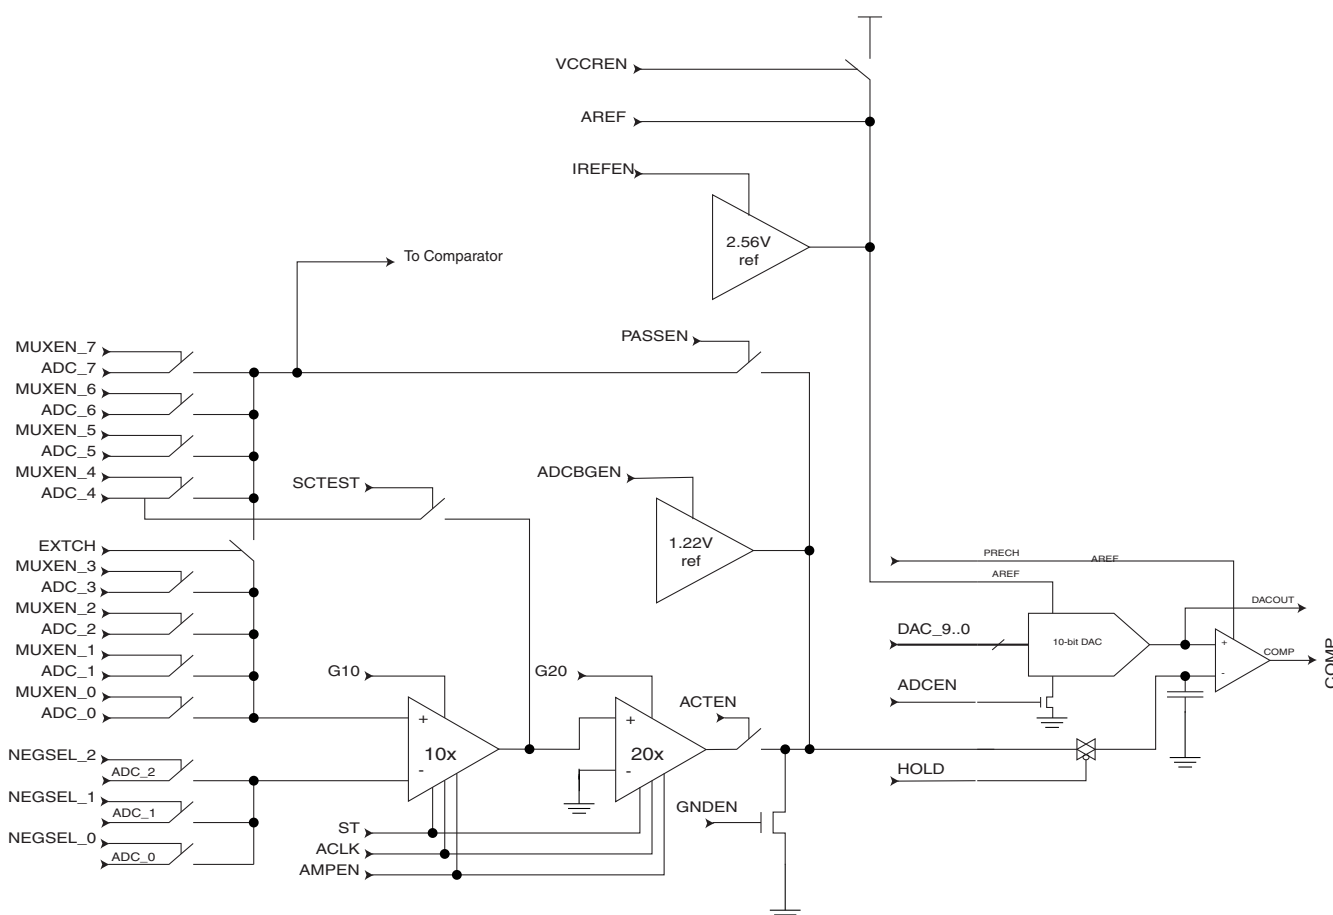 VCCREN
AREF
IREFEN
2.56V
ref
To Comparator
PASSEN
MUXEN_7
ADC_7
MUXEN_6
ADC_6
MUXEN_5
ADC_5
MUXEN_4
ADC_4
SCTEST
ADCBGEN
1.22V
ref
EXTCH
MUXEN_3
ADC_3
MUXEN_2
ADC_2
MUXEN_1
ADC_1
MUXEN_0
ADC_0
PRECH
AREF
AREF
DACOUT
DAC_9..0
10-bit DAC
+
-
COMP
COMP
ADCEN
G10
G20
ACTEN
+
10x
-
+
20x
-
NEGSEL_2
ADC_2
NEGSEL_1
ADC_1
NEGSEL_0
ADC_0
HOLD
GNDEN
ST
ACLK
AMPEN